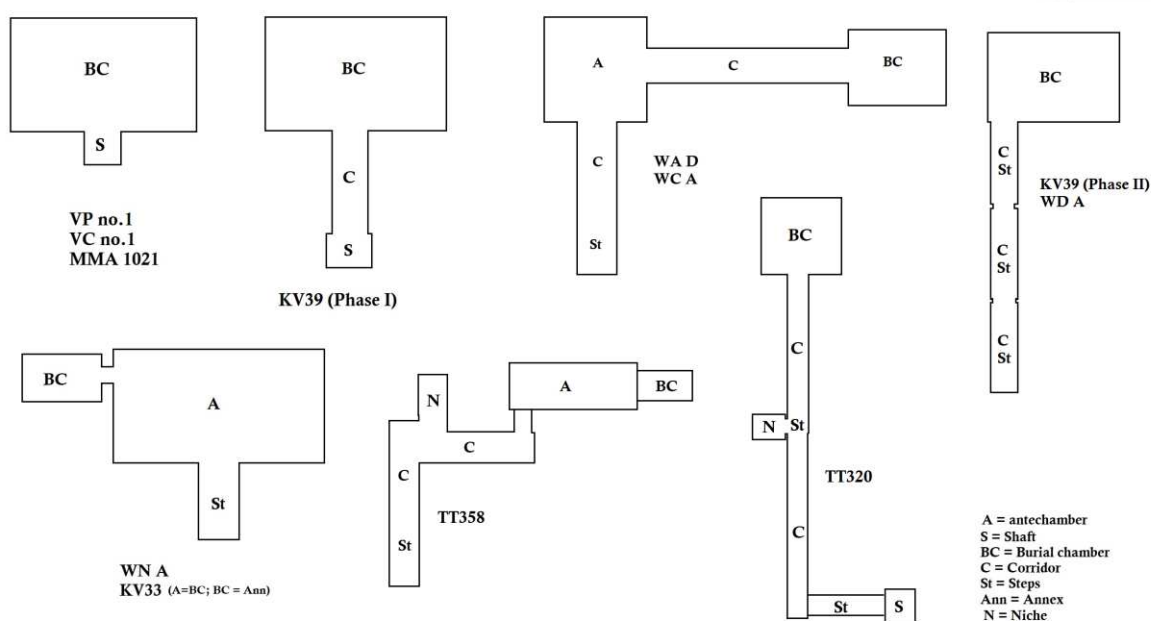 BC
S
VP no.1
VC no.1
MMA 1021
BC
C
S
KV39 (Phase I)
A
C
BC
C
St
WA D
WC A
BC
C
St
C
St
C
St
KV39 (Phase II)
WD A
BC
A
St
WN A
KV33 (A=BC; BC = Ann)
N
A
BC
C
C
St
TT358
BC
C
N
St
C
St
S
TT320
A = antechamber
S = Shaft
BC = Burial chamber
C = Corridor
St = Steps
Ann = Annex
N = Niche